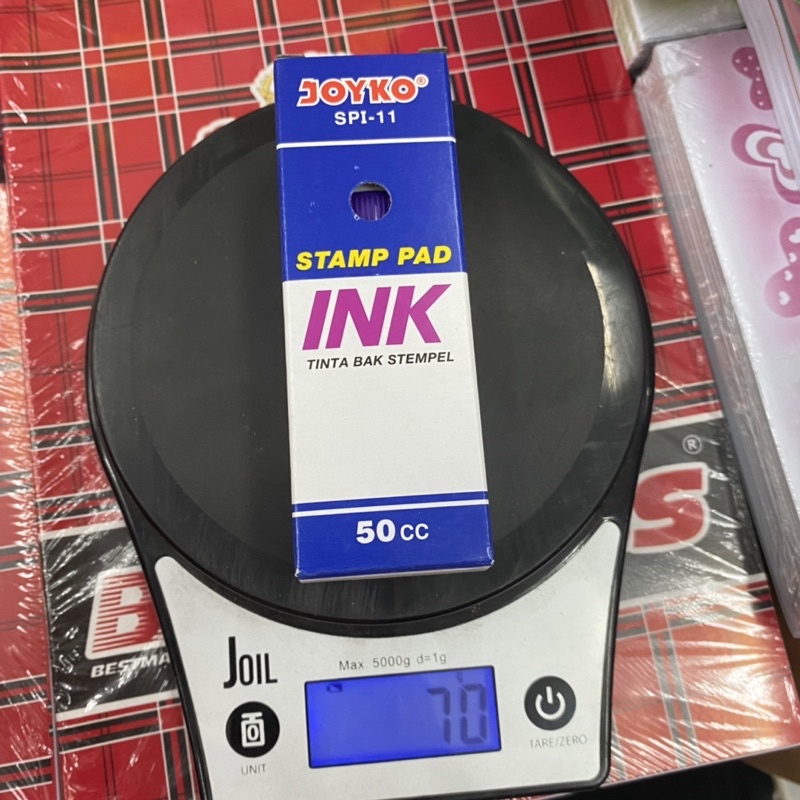 JOYKO®
SPI-11
STAMP PAD
INK
TINTA BAK STEMPEL
50 CC
JOIL
Max. 5000g d=1g
70
UNIT
TARE/ZERO